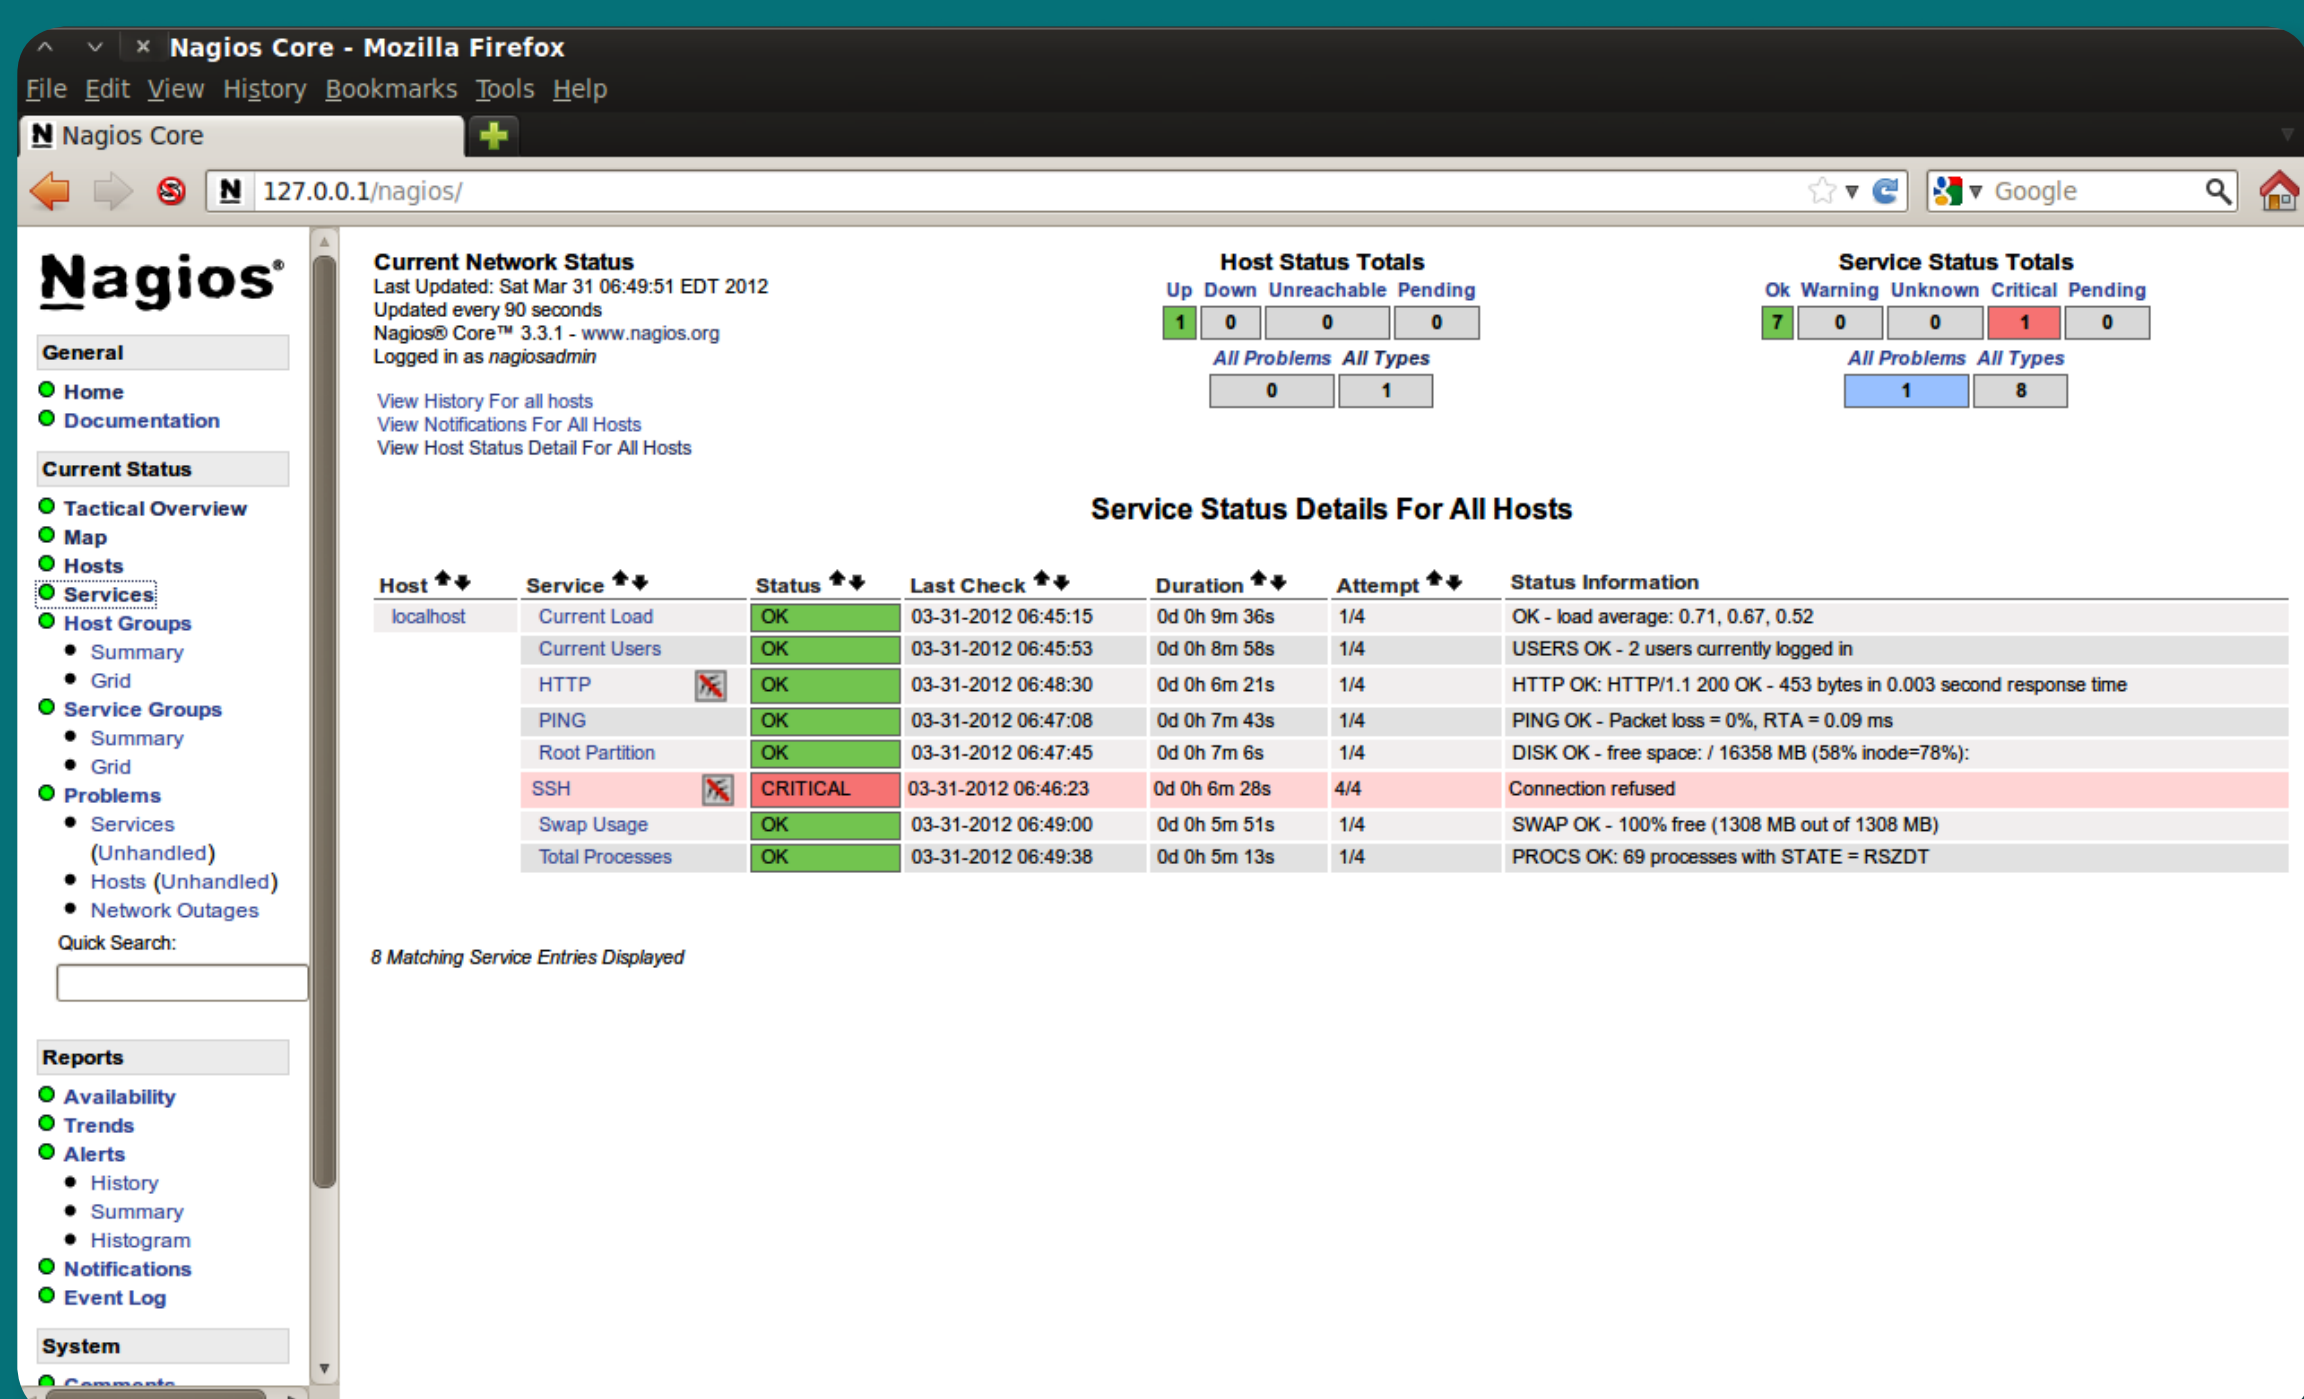 Nagios Core - Mozilla Firefox
File Edit View History Bookmarks Tools Help
N Nagios Core
N 127.0.0.1/nagios/ Google
Nagios®
General
Home
Documentation
Current Status
Tactical Overview
Map
Hosts
Services
Host Groups
Summary
Grid
Service Groups
Summary
Grid
Problems
Services
(Unhandled)
Hosts (Unhandled)
Network Outages
Quick Search:
Reports
Availability
Trends
Alerts
History
Summary
Histogram
Notifications
Event Log
System
Comments
Current Network Status
Last Updated: Sat Mar 31 06:49:51 EDT 2012
Updated every 90 seconds
Nagios® Core™ 3.3.1 - www.nagios.org
Logged in as nagiosadmin
View History For all hosts
View Notifications For All Hosts
View Host Status Detail For All Hosts
Host Status Totals
Up Down Unreachable Pending
1 0 0 0
All Problems All Types
0 1
Service Status Totals
Ok Warning Unknown Critical Pending
7 0 0 1 0
All Problems All Types
1 8
Service Status Details For All Hosts
Host Service Status Last Check Duration Attempt Status Information
localhost Current Load OK 03-31-2012 06:45:15 0d 0h 9m 36s 1/4 OK - load average: 0.71, 0.67, 0.52
Current Users OK 03-31-2012 06:45:53 0d 0h 8m 58s 1/4 USERS OK - 2 users currently logged in
HTTP OK 03-31-2012 06:48:30 0d 0h 6m 21s 1/4 HTTP OK: HTTP/1.1 200 OK - 453 bytes in 0.003 second response time
PING OK 03-31-2012 06:47:08 0d 0h 7m 43s 1/4 PING OK - Packet loss = 0%, RTA = 0.09 ms
Root Partition OK 03-31-2012 06:47:45 0d 0h 7m 6s 1/4 DISK OK - free space: / 16358 MB (58% inode=78%):
SSH CRITICAL 03-31-2012 06:46:23 0d 0h 6m 28s 4/4 Connection refused
Swap Usage OK 03-31-2012 06:49:00 0d 0h 5m 51s 1/4 SWAP OK - 100% free (1308 MB out of 1308 MB)
Total Processes OK 03-31-2012 06:49:38 0d 0h 5m 13s 1/4 PROCS OK: 69 processes with STATE = RSZDT
8 Matching Service Entries Displayed